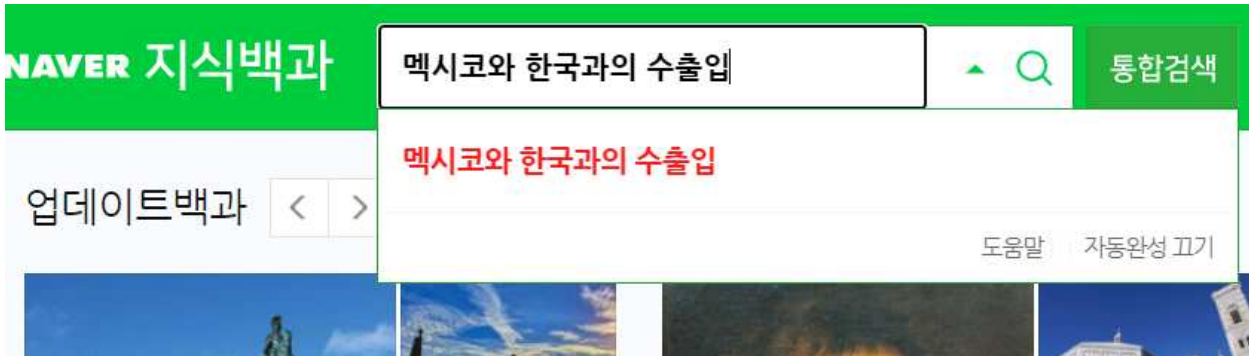 NAVER 지식백과
멕시코와 한국과의 수출입
통합검색
멕시코와 한국과의 수출입
업데이트백과
도움말
자동완성 끄기